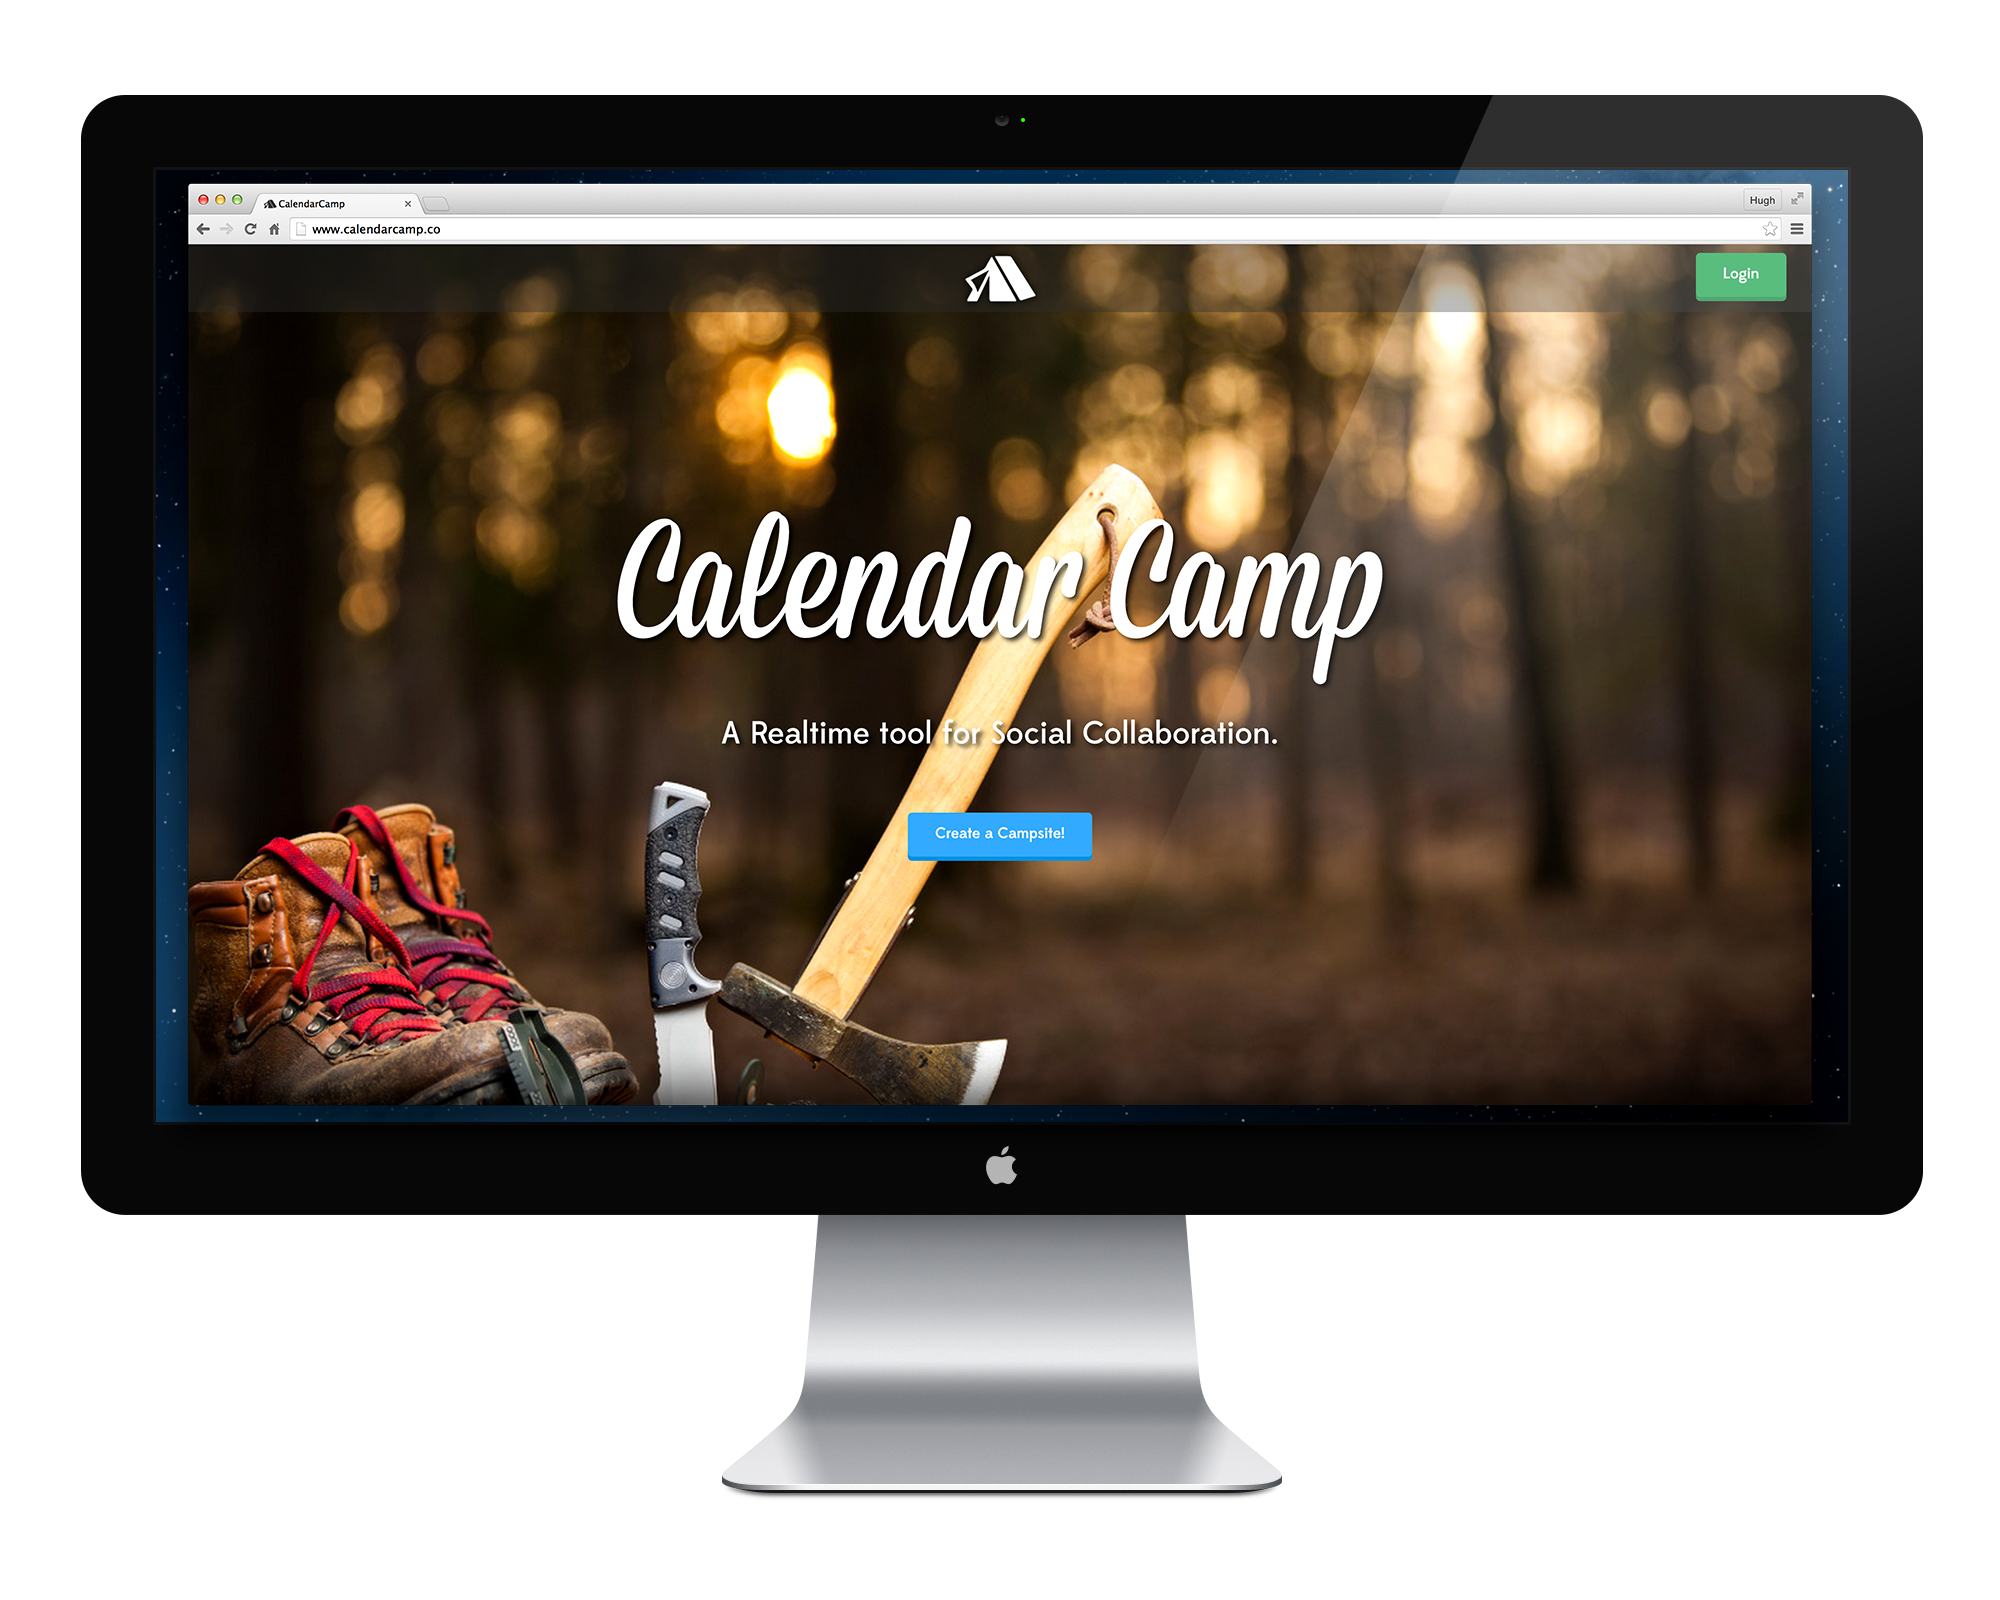 CalendarCamp
Hugh
www.calendarcamp.co
Login
Calendar Camp
A Realtime tool for Social Collaboration.
Create a Campsite!